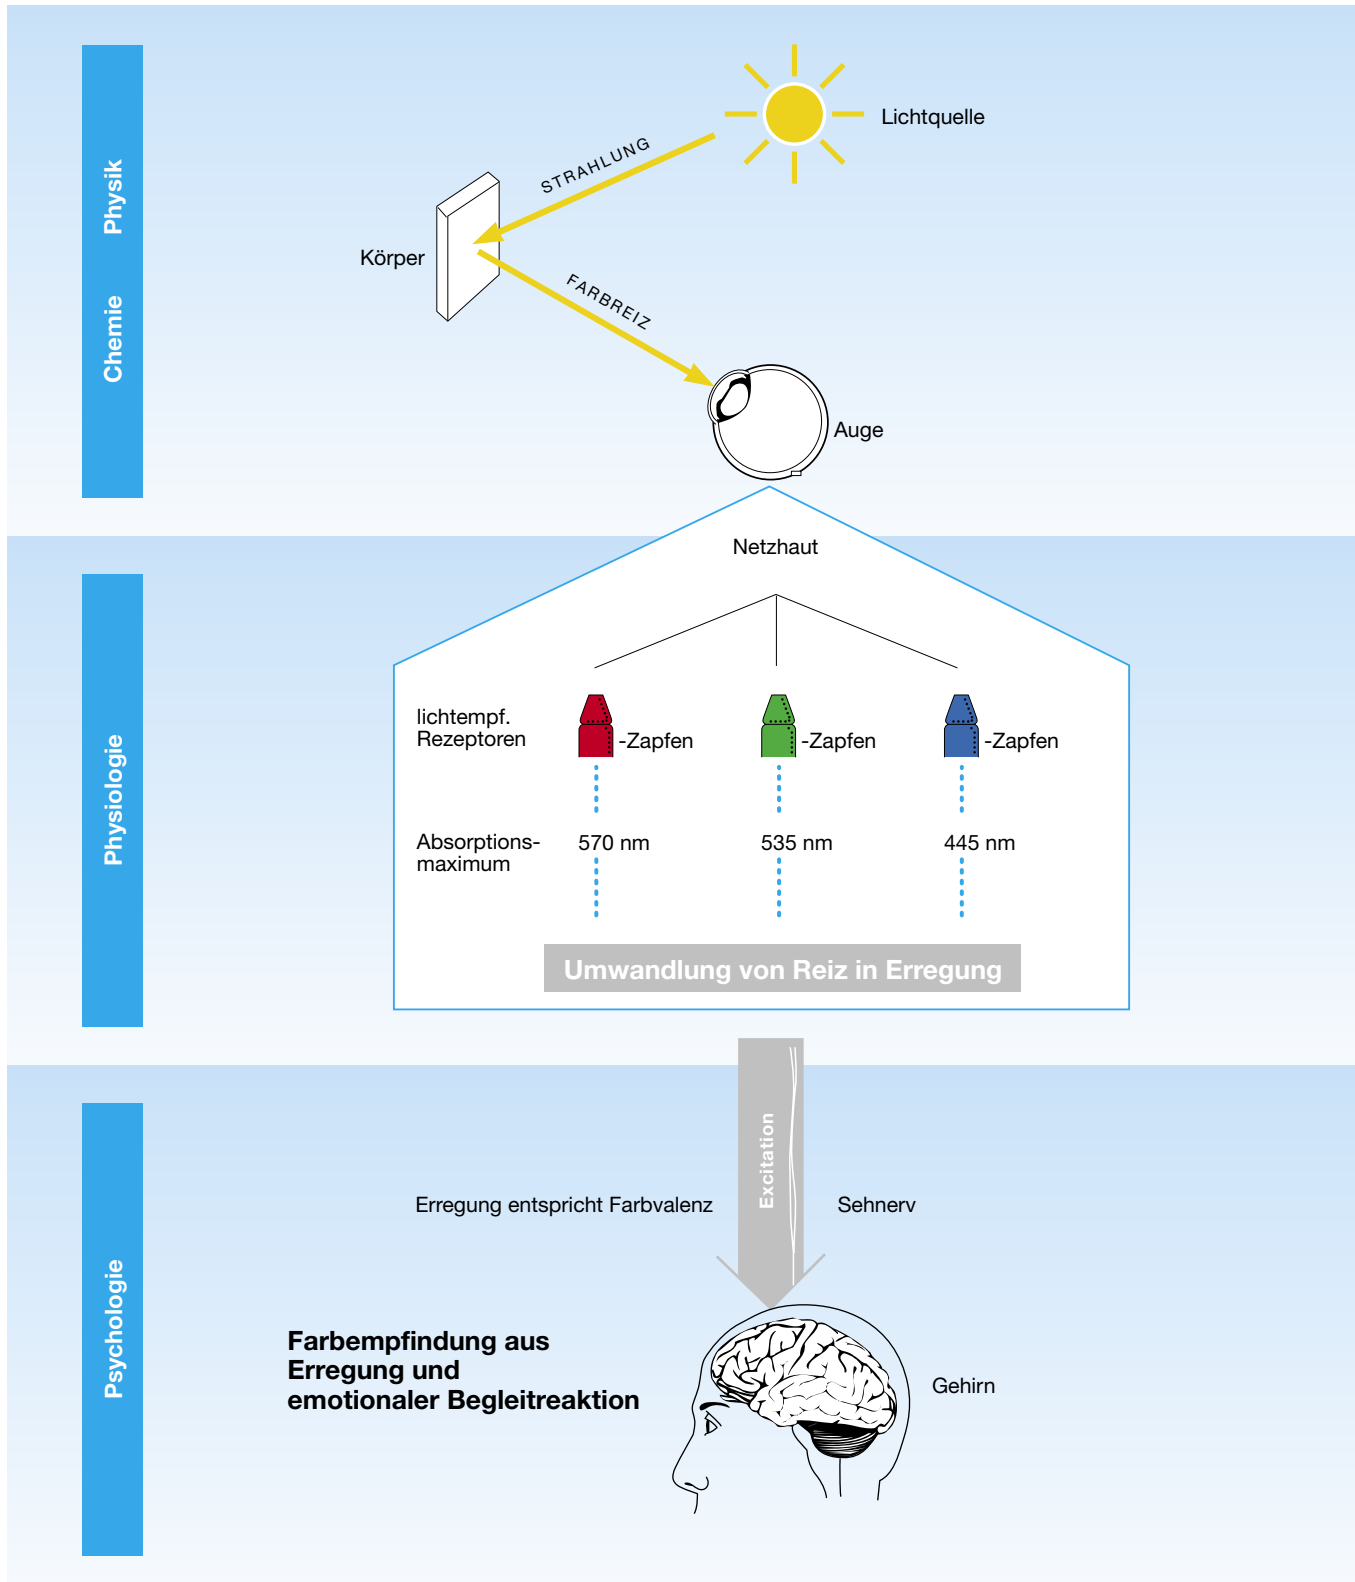 Physik
Chemie
Lichtquelle
STRAHLUNG
Körper
FARBREIZ
Auge
Physiologie
Netzhaut
lichtempf.
Rezeptoren
-Zapfen
-Zapfen
-Zapfen
Absorptions-
maximum
570 nm
535 nm
445 nm
Umwandlung von Reiz in Erregung
Psychologie
Excitation
Erregung entspricht Farbvalenz
Sehnerv
Farbempfindung aus
Erregung und
emotionaler Begleitreaktion
Gehirn